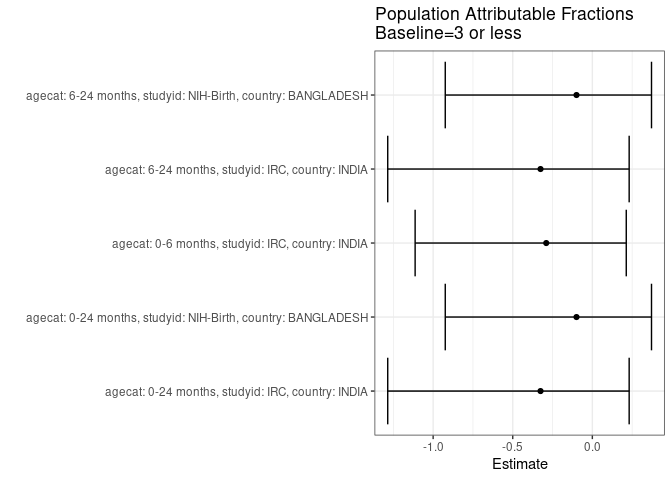 Population Attributable Fractions
Baseline=3 or less
agecat: 6-24 months, studyid: NIH-Birth, country: BANGLADESH
agecat: 6-24 months, studyid: IRC, country: INDIA
agecat: 0-6 months, studyid: IRC, country: INDIA
agecat: 0-24 months, studyid: NIH-Birth, country: BANGLADESH
agecat: 0-24 months, studyid: IRC, country: INDIA
-1.0 -0.5 0.0
Estimate